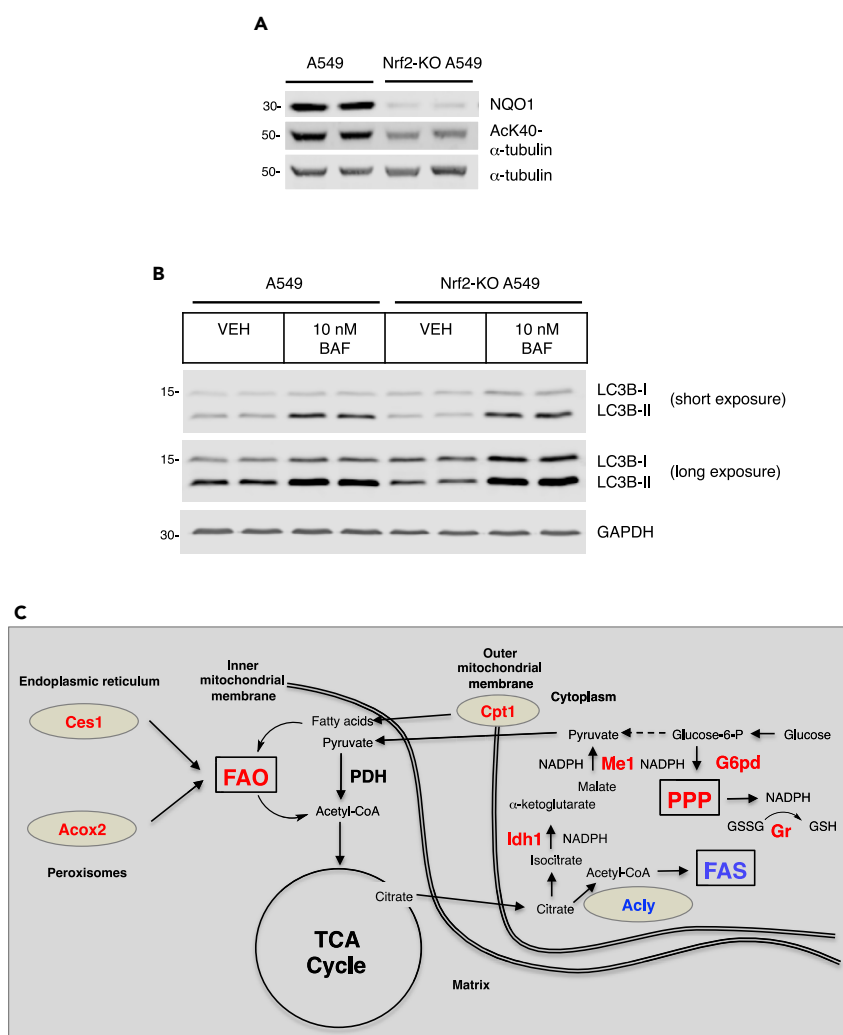 A
A549
Nrf2-KO A549
30-
NQO1
50-
AcK40-
α-tubulin
50-
α-tubulin
B
A549
Nrf2-KO A549
VEH
10 nM
BAF
VEH
10 nM
BAF
15-
LC3B-I
LC3B-II
(short exposure)
15-
LC3B-I
LC3B-II
(long exposure)
30-
GAPDH
C
Endoplasmic reticulum
Ces1
Inner
mitochondrial
membrane
Outer
mitochondrial
membrane
Cpt1
Cytoplasm
Fatty acids
Pyruvate
Pyruvate
Glucose-6-P
Glucose
FAO
PDH
NADPH
Me1
NADPH
G6pd
Malate
PPP
NADPH
α-ketoglutarate
Acox2
Acetyl-CoA
GSSG
Gr
GSH
Idh1
NADPH
Peroxisomes
Isocitrate
Acetyl-CoA
FAS
Citrate
Citrate
Acly
TCA
Cycle
Matrix